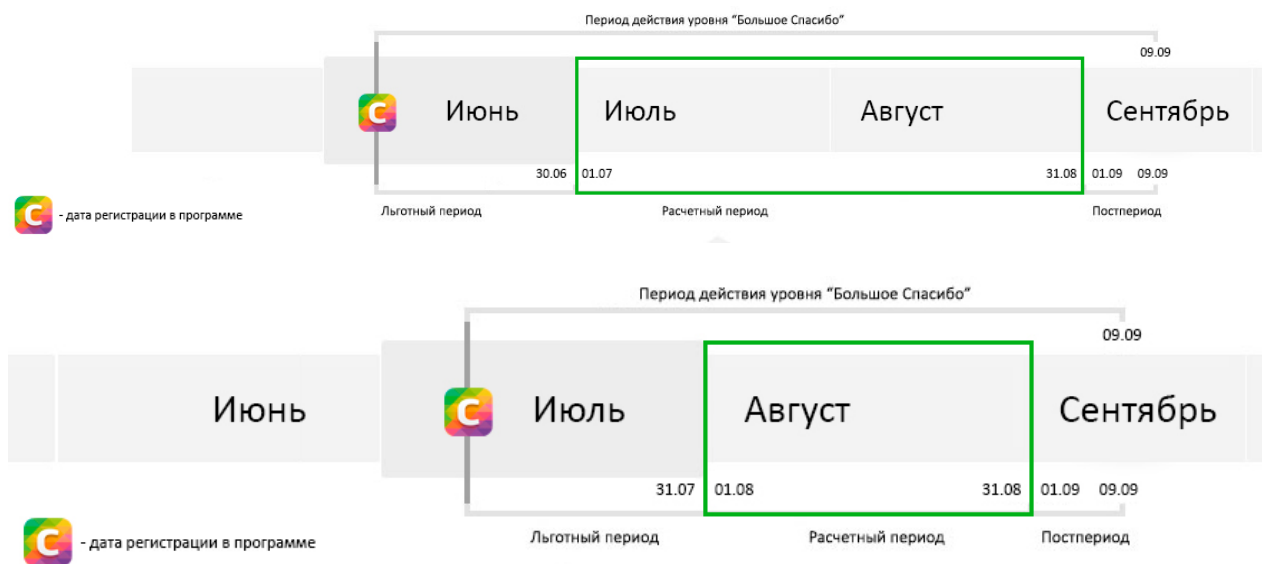 Период действия уровня “Большое Спасибо”
09.09
С Июнь Июль Август Сентябрь
30.06 01.07 31.08 01.09 09.09
С - дата регистрации в программе
Льготный период Расчетный период Постпериод
Период действия уровня “Большое Спасибо”
09.09
Июнь С Июль Август Сентябрь
31.07 01.08 31.08 01.09 09.09
Льготный период Расчетный период Постпериод
С - дата регистрации в программе